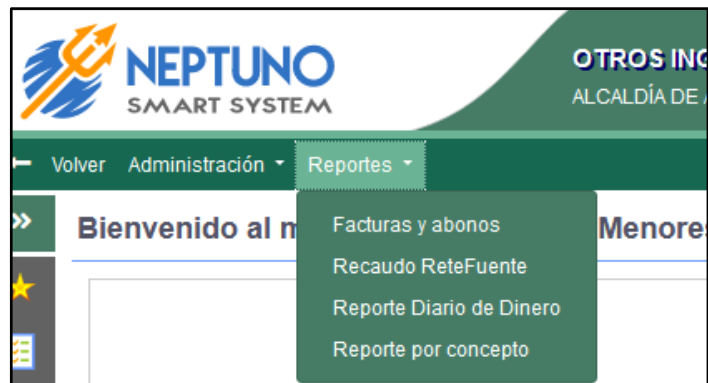 NEPTUNO
SMART SYSTEM
OTROS ING
ALCALDÍA DE
Volver Administración Reportes
Bienvenido al m Menores
Facturas y abonos
Recaudo ReteFuente
Reporte Diario de Dinero
Reporte por concepto